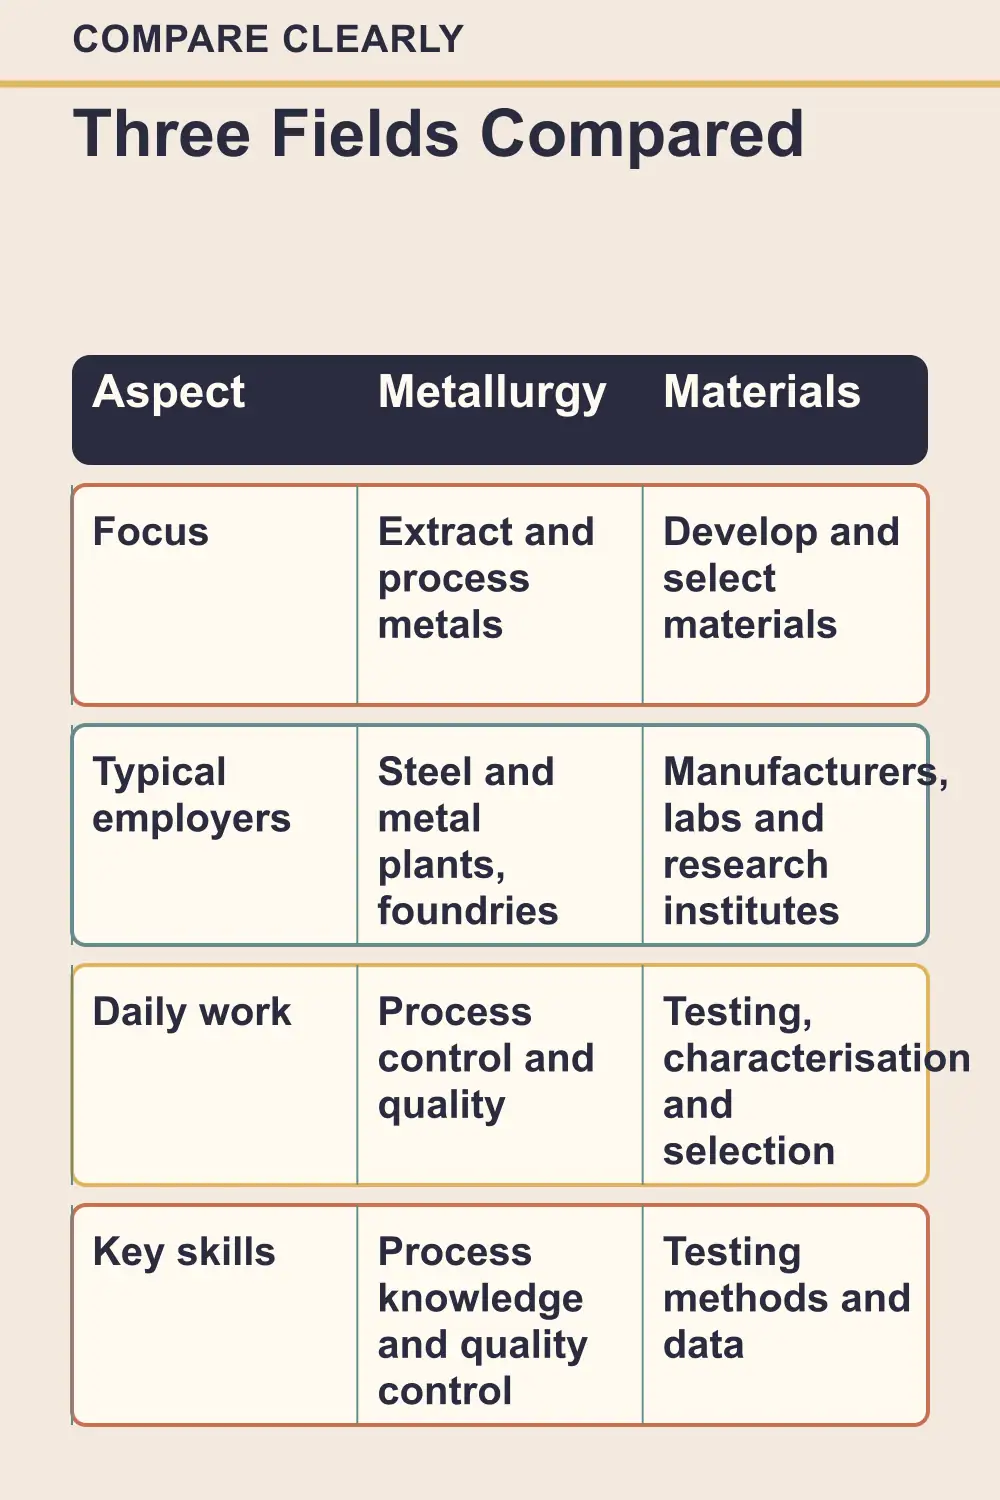 COMPARE CLEARLY
Three Fields Compared
Aspect
Metallurgy
Materials
Focus
Extract and
process
metals
Develop and
select
materials
Typical
employers
Steel and
metal
plants,
foundries
Manufacturers,
labs and
research
institutes
Daily work
Process
control and
quality
Testing,
characterisation
and
selection
Key skills
Process
knowledge
and quality
control
Testing
methods and
data